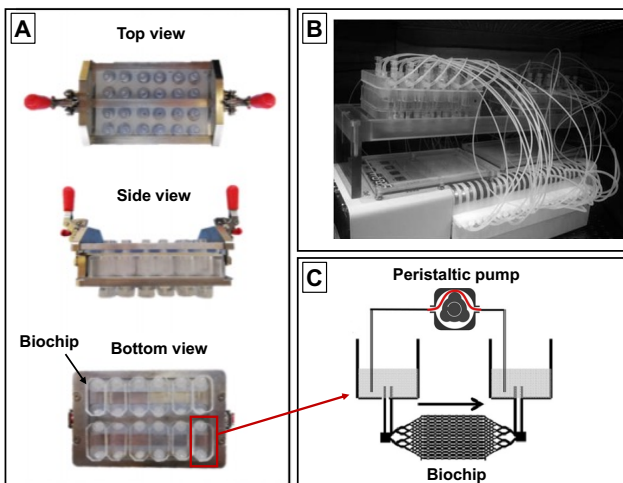 A
Top view
Side view
Biochip
Bottom view
B
C
Peristaltic pump
Biochip